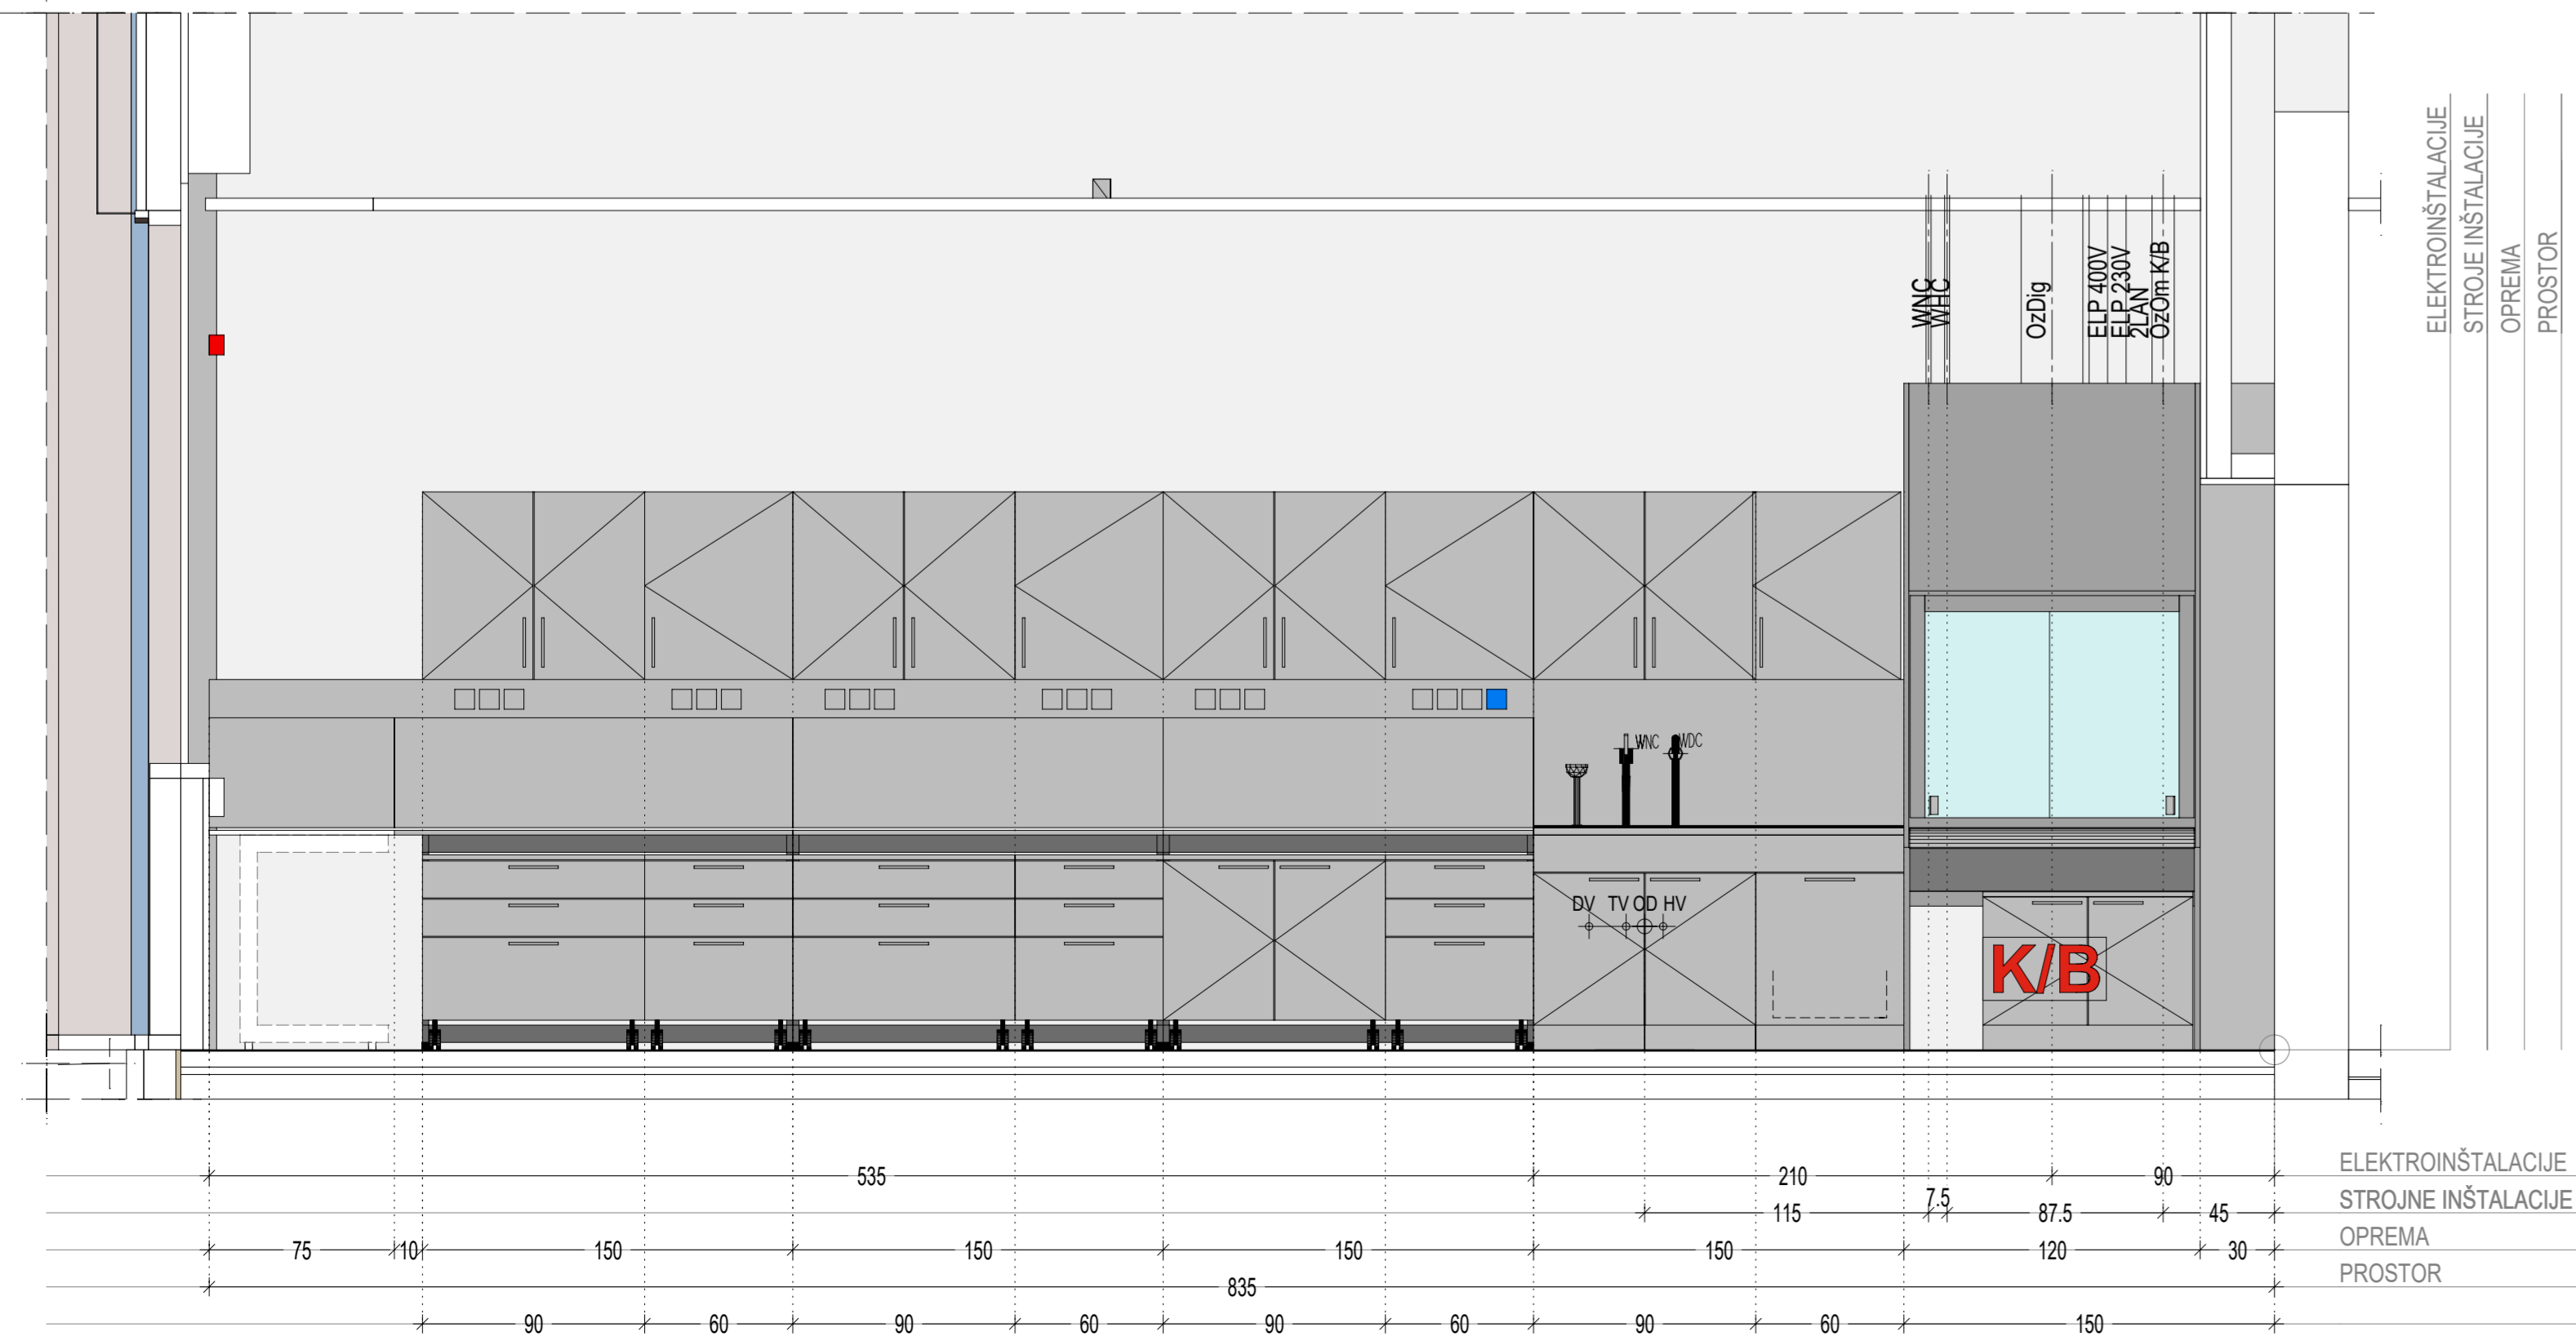 ELEKTROINŠTALACIJE
STROJE INŠTALACIJE
OPREMA
PROSTOR
WNC
WHC
OzDig
ELP 400V
ELP 230V
2LAN
OzOm K/B
WNC
WDC
DV TV OD HV
K/B
535 210 90 ELEKTROINŠTALACIJE
115 7.5 87.5 45 STROJNE INŠTALACIJE
75 10 150 150 150 150 120 30 OPREMA
835 PROSTOR
90 60 90 60 90 60 90 60 150